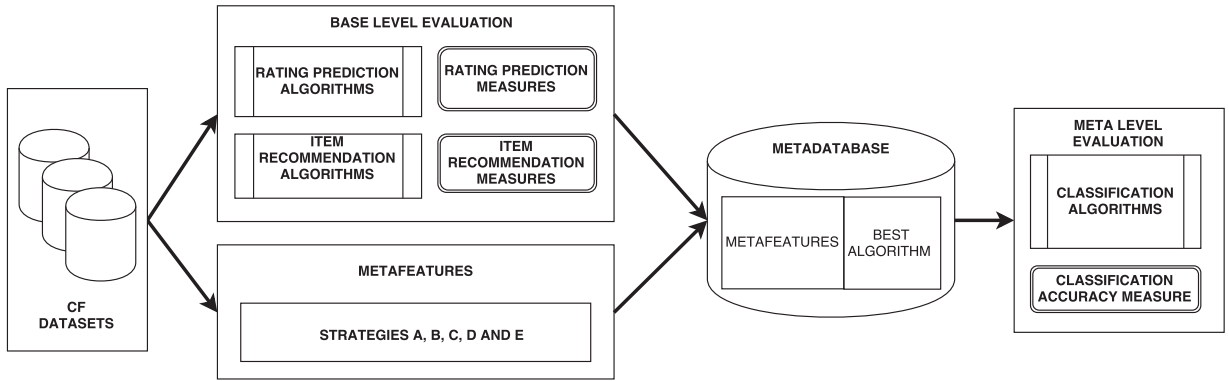 CF
DATASETS
BASE LEVEL EVALUATION
RATING PREDICTION
ALGORITHMS
RATING PREDICTION
MEASURES
ITEM
RECOMMENDATION
ALGORITHMS
ITEM
RECOMMENDATION
MEASURES
METAFEATURES
STRATEGIES A, B, C, D AND E
METADATABASE
METAFEATURES
BEST
ALGORITHM
META LEVEL
EVALUATION
CLASSIFICATION
ALGORITHMS
CLASSIFICATION
ACCURACY MEASURE